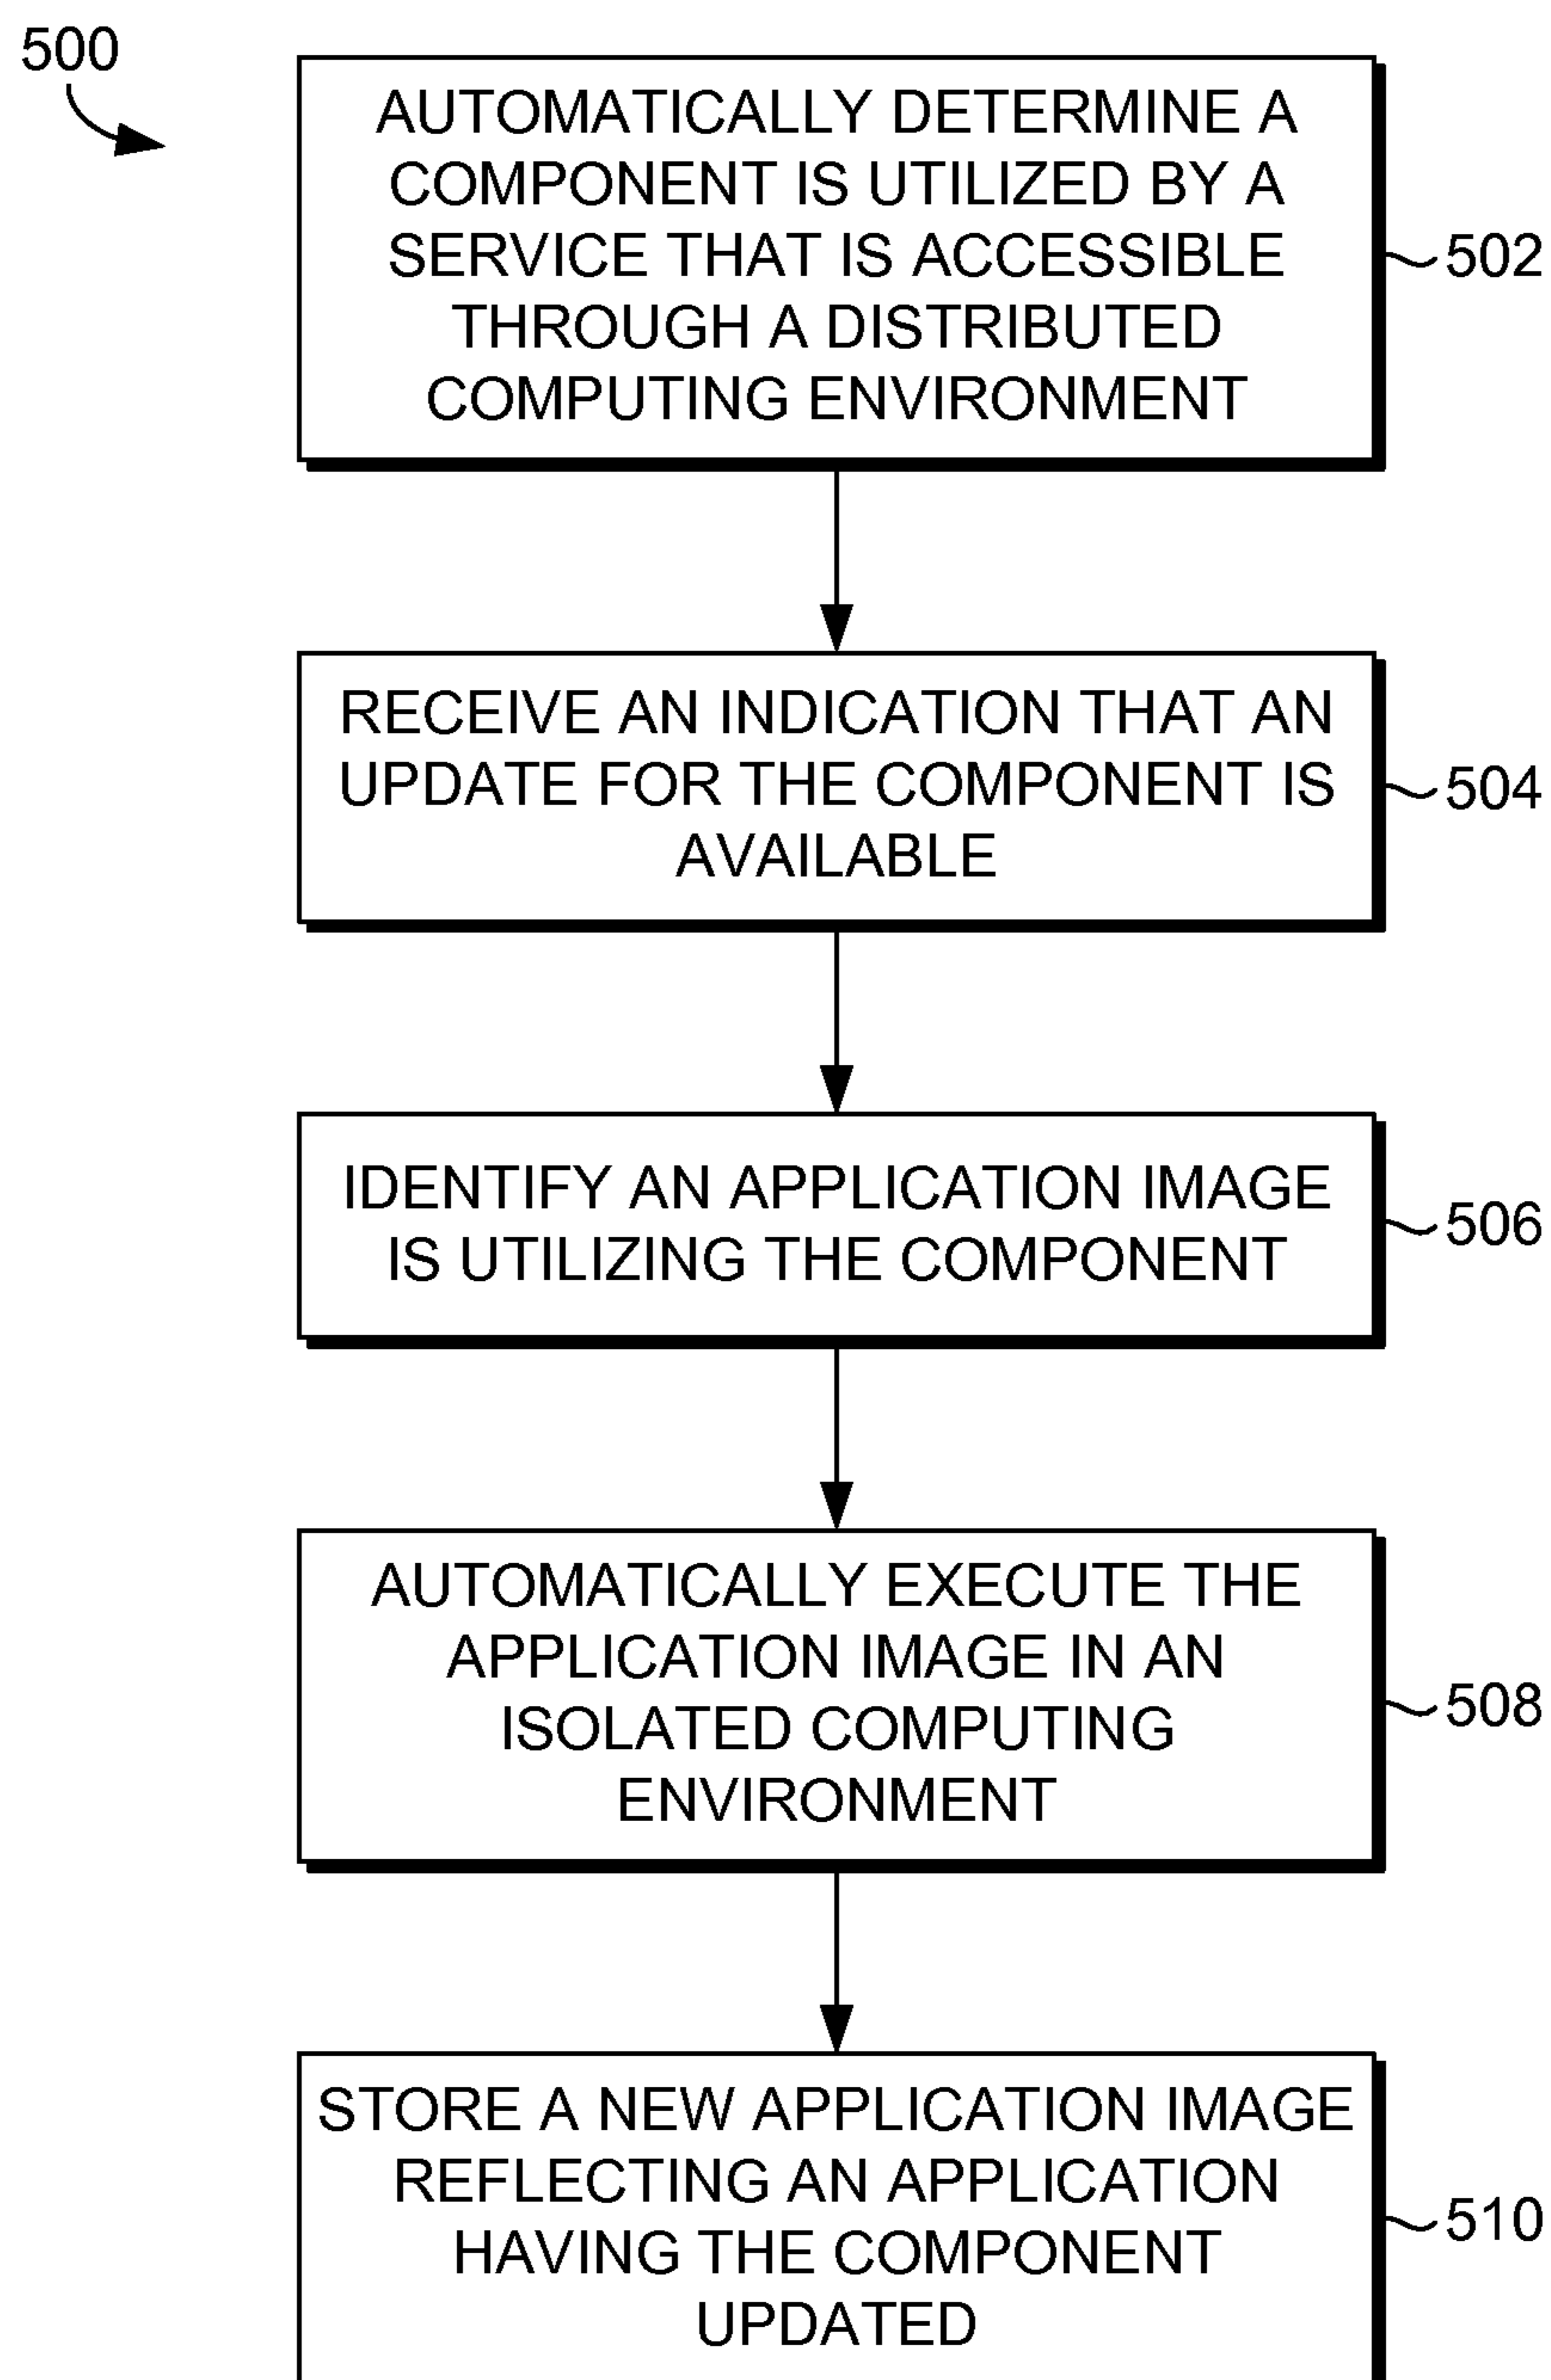 500
AUTOMATICALLY DETERMINE A
COMPONENT IS UTILIZED BY A
SERVICE THAT IS ACCESSIBLE
THROUGH A DISTRIBUTED
COMPUTING ENVIRONMENT
502
RECEIVE AN INDICATION THAT AN
UPDATE FOR THE COMPONENT IS
AVAILABLE
504
IDENTIFY AN APPLICATION IMAGE
IS UTILIZING THE COMPONENT
506
AUTOMATICALLY EXECUTE THE
APPLICATION IMAGE IN AN
ISOLATED COMPUTING
ENVIRONMENT
508
STORE A NEW APPLICATION IMAGE
REFLECTING AN APPLICATION
HAVING THE COMPONENT
UPDATED
510